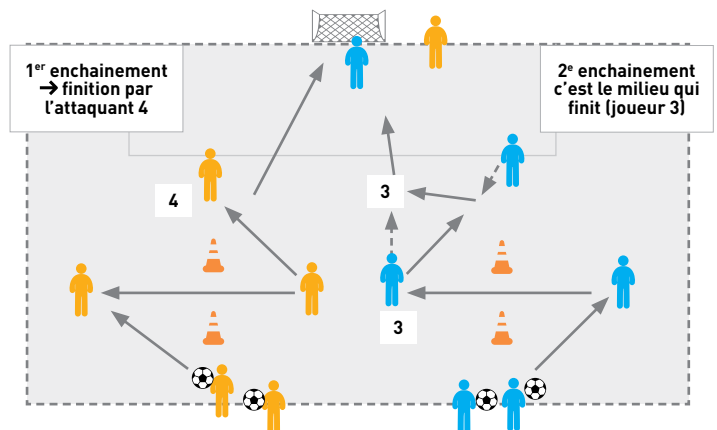 1er enchainement
→ finition par
l'attaquant 4
2e enchainement
c'est le milieu qui
finit (joueur 3)
4
3
3